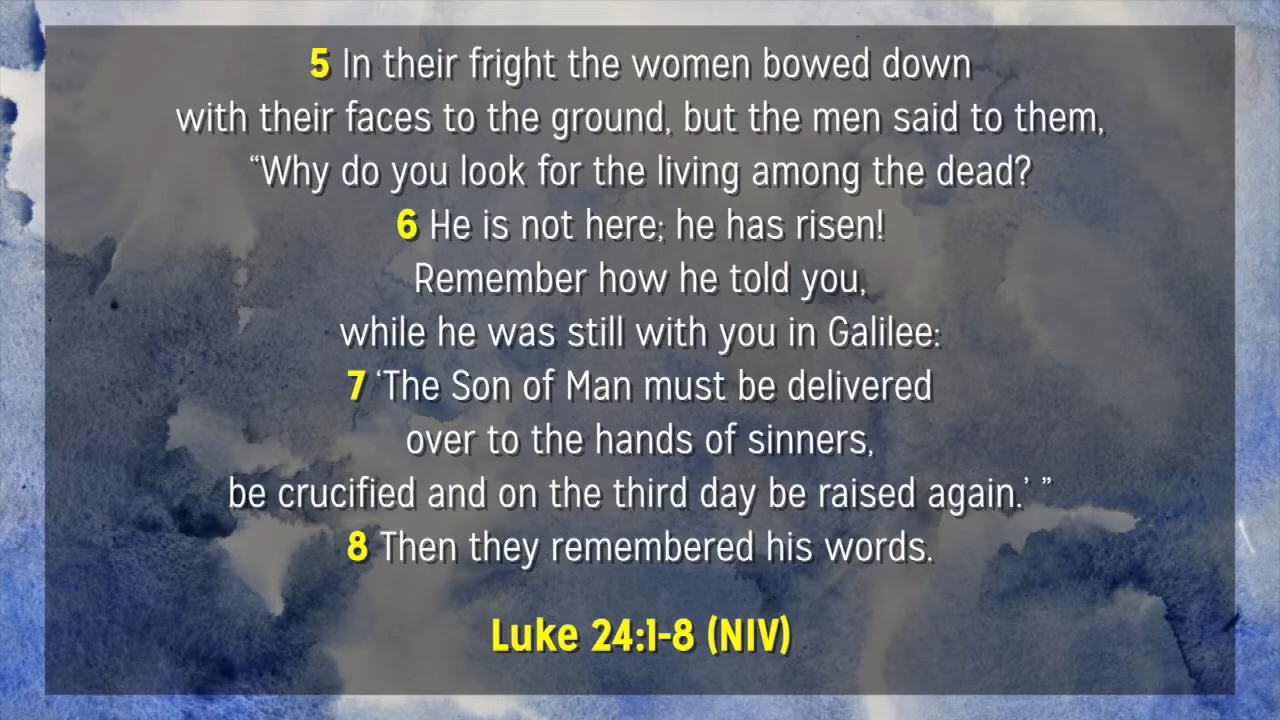 5 In their fright the women bowed down
with their faces to the ground, but the men said to them,
“Why do you look for the living among the dead?
6 He is not here; he has risen!
Remember how he told you,
while he was still with you in Galilee:
7 ‘The Son of Man must be delivered
over to the hands of sinners,
be crucified and on the third day be raised again.’ ”
8 Then they remembered his words.
Luke 24:1-8 (NIV)